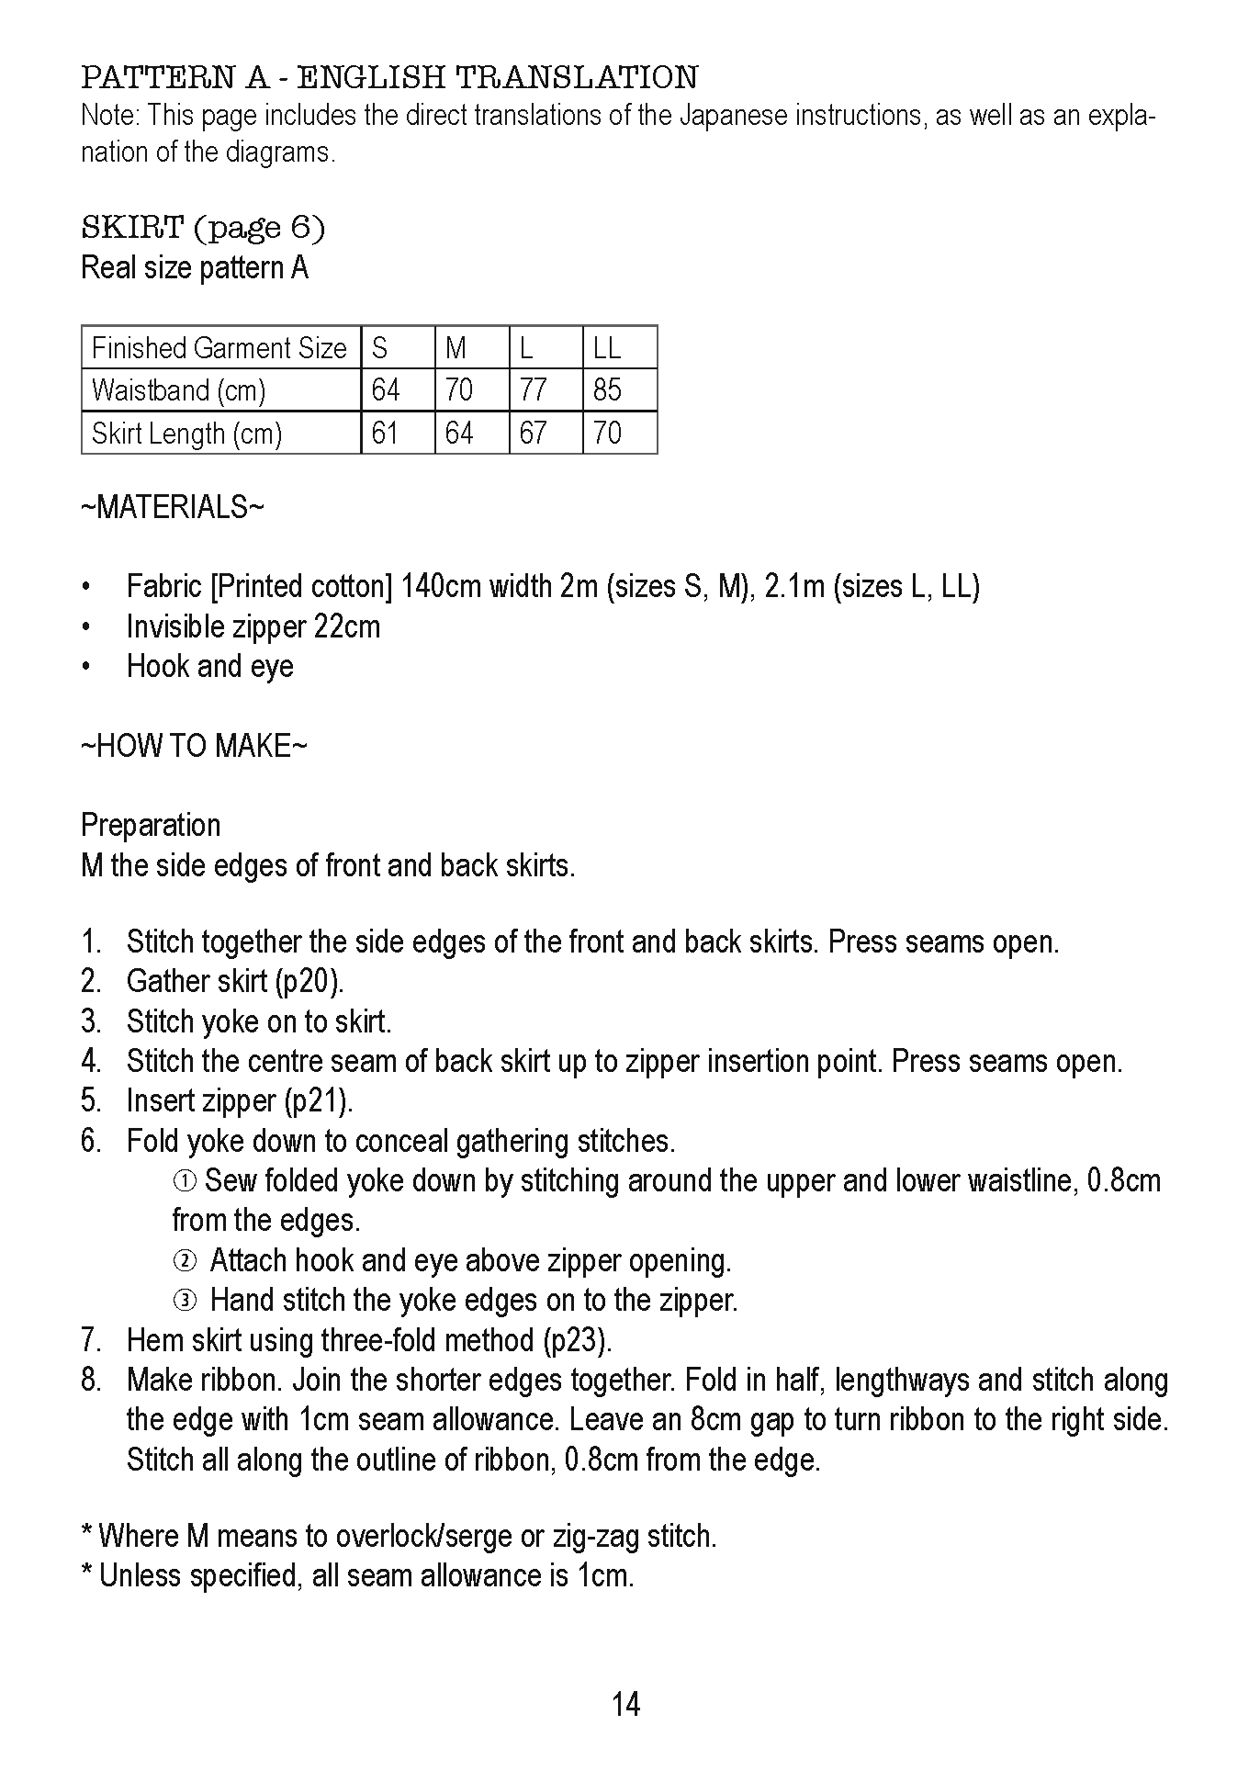 PATTERN A - ENGLISH TRANSLATION
Note: This page includes the direct translations of the Japanese instructions, as well as an expla-
nation of the diagrams.
SKIRT (page 6)
Real size pattern A
Finished Garment Size S M L LL
Waistband (cm) 64 70 77 85
Skirt Length (cm) 61 64 67 70
~MATERIALS~
• Fabric [Printed cotton] 140cm width 2m (sizes S, M), 2.1m (sizes L, LL)
• Invisible zipper 22cm
• Hook and eye
~HOW TO MAKE~
Preparation
M the side edges of front and back skirts.
1. Stitch together the side edges of the front and back skirts. Press seams open.
2. Gather skirt (p20).
3. Stitch yoke on to skirt.
4. Stitch the centre seam of back skirt up to zipper insertion point. Press seams open.
5. Insert zipper (p21).
6. Fold yoke down to conceal gathering stitches.
① Sew folded yoke down by stitching around the upper and lower waistline, 0.8cm
from the edges.
② Attach hook and eye above zipper opening.
③ Hand stitch the yoke edges on to the zipper.
7. Hem skirt using three-fold method (p23).
8. Make ribbon. Join the shorter edges together. Fold in half, lengthways and stitch along
the edge with 1cm seam allowance. Leave an 8cm gap to turn ribbon to the right side.
Stitch all along the outline of ribbon, 0.8cm from the edge.
* Where M means to overlock/serge or zig-zag stitch.
* Unless specified, all seam allowance is 1cm.
14